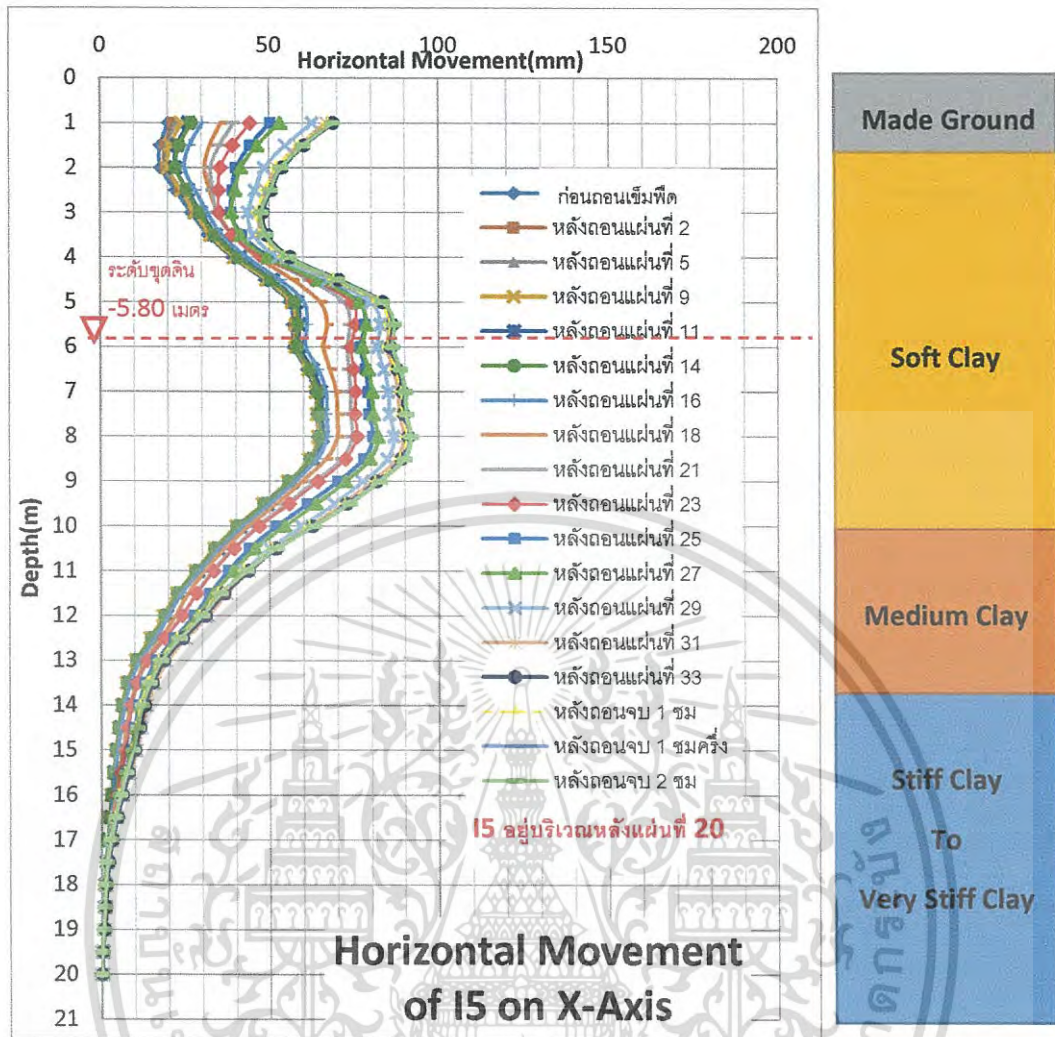 0 50 100 150 200
Horizontal Movement(mm)
0
1
2
3
4
5
6
7
8
9
10
11
12
13
14
15
16
17
18
19
20
21
Depth(m)
ระดับขุดดิน
-5.80 เมตร
ก่อนถอนเข็มพืด
หลังถอนแผ่นที่ 2
หลังถอนแผ่นที่ 5
หลังถอนแผ่นที่ 9
หลังถอนแผ่นที่ 11
หลังถอนแผ่นที่ 14
หลังถอนแผ่นที่ 16
หลังถอนแผ่นที่ 18
หลังถอนแผ่นที่ 21
หลังถอนแผ่นที่ 23
หลังถอนแผ่นที่ 25
หลังถอนแผ่นที่ 27
หลังถอนแผ่นที่ 29
หลังถอนแผ่นที่ 31
หลังถอนแผ่นที่ 33
หลังถอนจบ 1 ชม
หลังถอนจบ 1 ชมครึ่ง
หลังถอนจบ 2 ชม
I5 อยู่บริเวณหลังแผ่นที่ 20
Horizontal Movement
of I5 on X-Axis
Made Ground
Soft Clay
Medium Clay
Stiff Clay
To
Very Stiff Clay